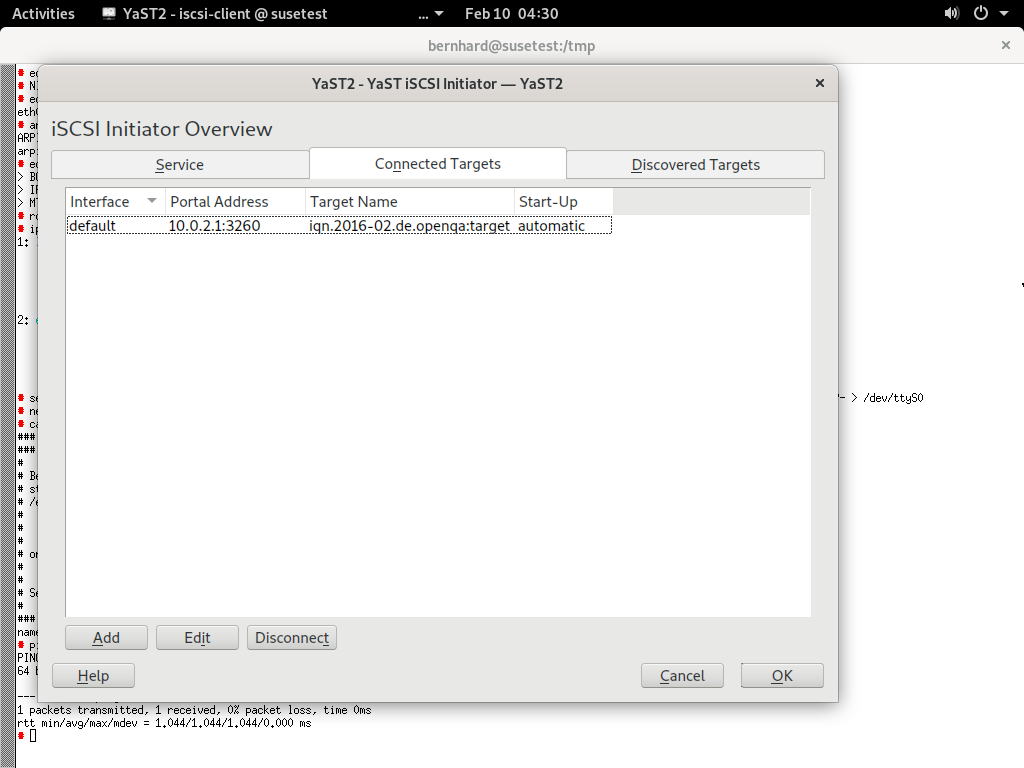 Activities YaST2 - iscsi-client @ susetest ... Feb 10 04:30
bernhard@susetest:/tmp
YaST2 - YaST iSCSI Initiator — YaST2
iSCSI Initiator Overview
Service Connected Targets Discovered Targets
Interface Portal Address Target Name Start-Up
default 10.0.2.1:3260 iqn.2016-02.de.openqa:target automatic
1:
2:
> /dev/ttyS0
###
###
#
#
# /
#
#
#
#
#
#
#
###
Add Edit Disconnect
64
Help Cancel OK
---
1 packets transmitted, 1 received, 0% packet loss, time 0ms
rtt min/avg/max/mdev = 1.044/1.044/1.044/0.000 ms